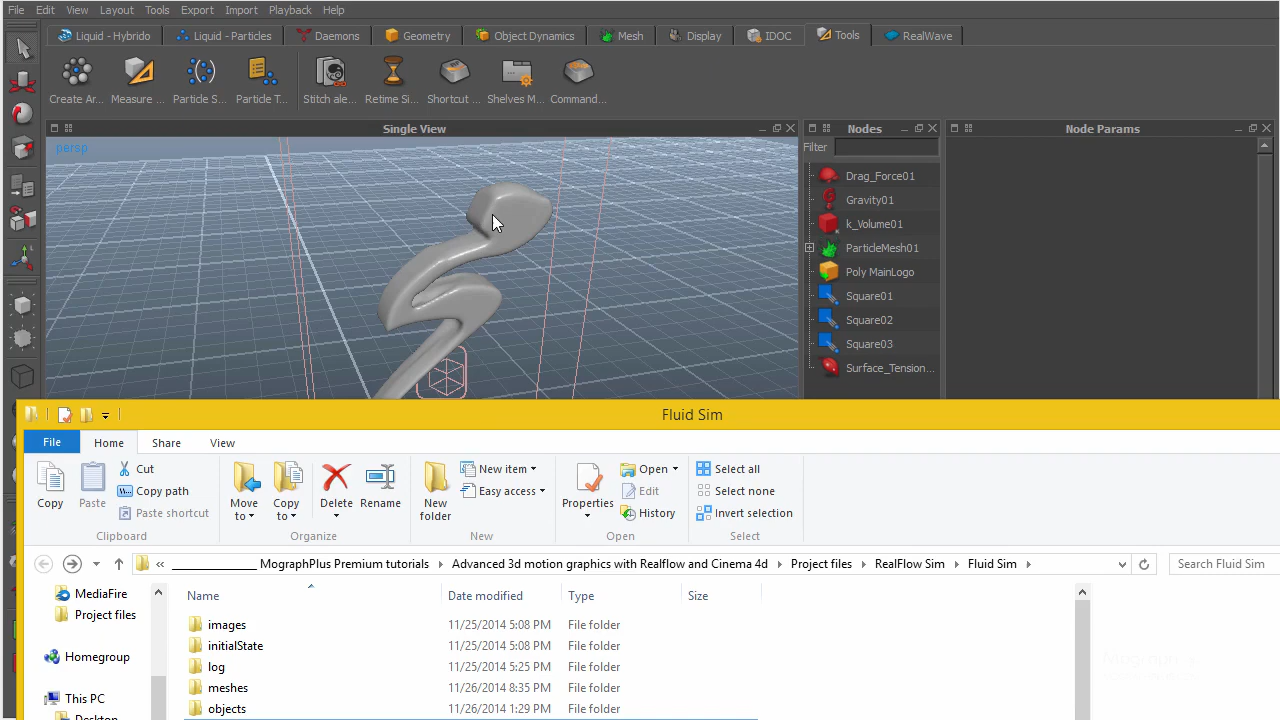 File Edit View Layout Tools Export Import Playback Help
Liquid - Hybrido Liquid - Particles Daemons Geometry Object Dynamics Mesh Display IDOC Tools RealWave
Create Ar... Measure ... Particle S... Particle T... Stitch ale... Retime Si... Shortcut ... Shelves M... Command...
Single View Nodes Node Params
persp
Filter
Drag_Force01
Gravity01
k_Volume01
ParticleMesh01
Poly MainLogo
Square01
Square02
Square03
Surface_Tension...
Fluid Sim
File Home Share View
Copy
Paste
Cut
Copy path
Paste shortcut
Clipboard
Move to
Copy to
Delete
Rename
Organize
New folder
New item
Easy access
New
Properties
Open
Edit
History
Open
Select all
Select none
Invert selection
Select
« ______________ MographPlus Premium tutorials Advanced 3d motion graphics with Realflow and Cinema 4d Project files RealFlow Sim Fluid Sim
Search Fluid Sim
MediaFire
Project files
Homegroup
This PC
Desktop
Name Date modified Type Size
images 11/25/2014 5:08 PM File folder
initialState 11/25/2014 5:08 PM File folder
log 11/25/2014 5:25 PM File folder
meshes 11/26/2014 8:35 PM File folder
objects 11/26/2014 1:29 PM File folder